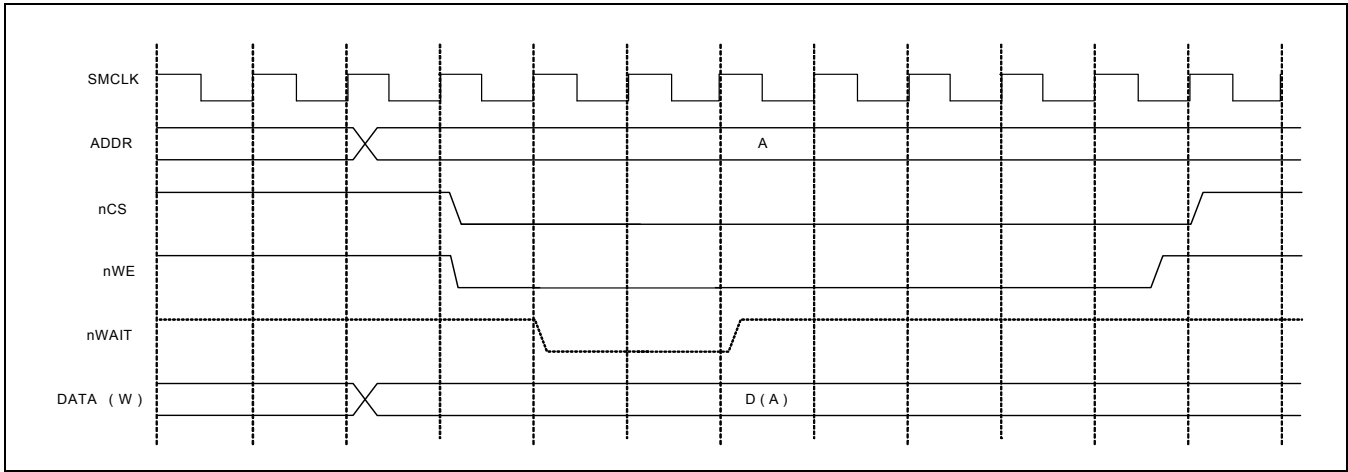 SMCLK
ADDR
A
nCS
nWE
nWAIT
DATA (W)
D(A)